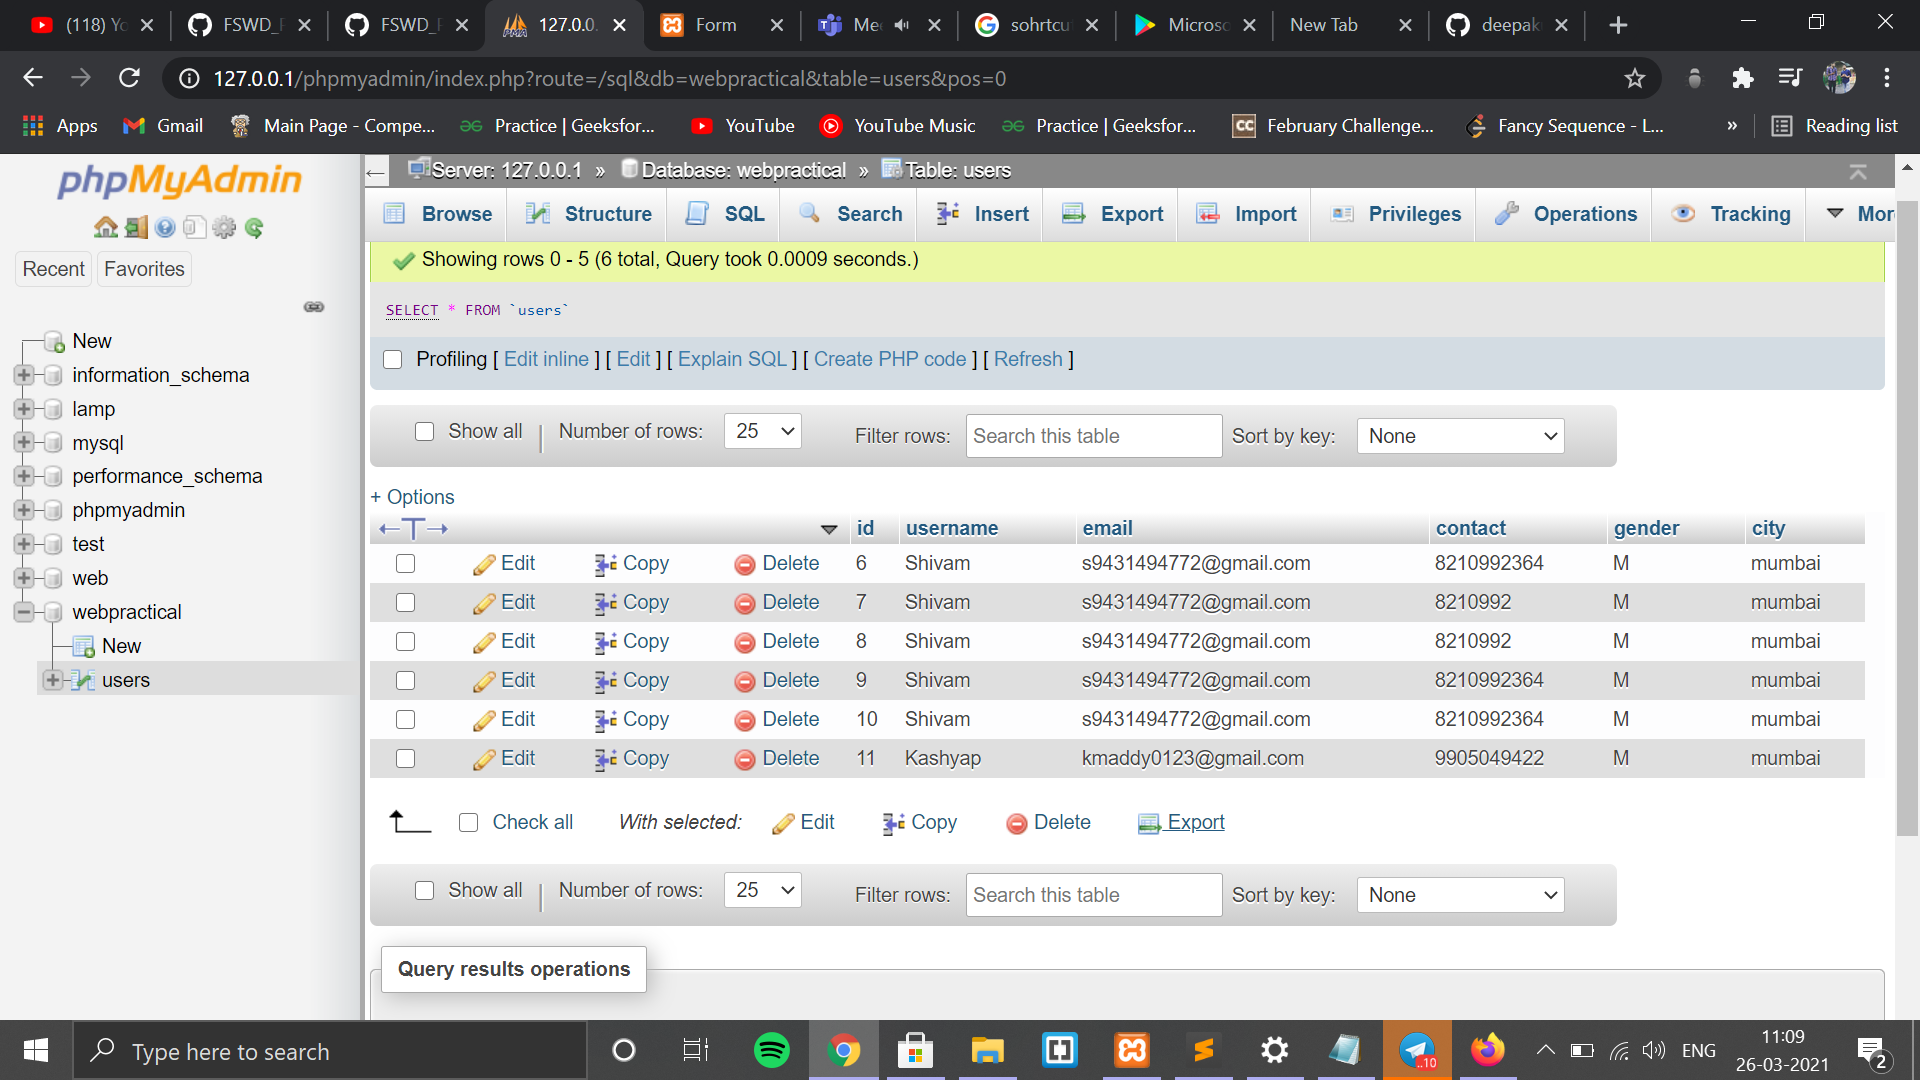 (118) Yo
FSWD_F
FSWD_F
127.0.0.
Form
Mee
sohrtcut
Microso
New Tab
deepak
127.0.0.1/phpmyadmin/index.php?route=/sql&db=webpractical&table=users&pos=0
Apps
Gmail
Main Page - Compe...
Practice | Geeksfor...
YouTube
YouTube Music
Practice | Geeksfor...
February Challenge...
Fancy Sequence - L...
»
Reading list
phpMyAdmin
Recent
Favorites
New
information_schema
lamp
mysql
performance_schema
phpmyadmin
test
web
webpractical
New
users
Server: 127.0.0.1 » Database: webpractical » Table: users
Browse
Structure
SQL
Search
Insert
Export
Import
Privileges
Operations
Tracking
Mor
Showing rows 0 - 5 (6 total, Query took 0.0009 seconds.)
SELECT * FROM `users`
Profiling [ Edit inline ] [ Edit ] [ Explain SQL ] [ Create PHP code ] [ Refresh ]
Show all | Number of rows: 25 Filter rows: Search this table Sort by key: None
+ Options
←T→ id username email contact gender city
Edit Copy Delete 6 Shivam s9431494772@gmail.com 8210992364 M mumbai
Edit Copy Delete 7 Shivam s9431494772@gmail.com 8210992 M mumbai
Edit Copy Delete 8 Shivam s9431494772@gmail.com 8210992 M mumbai
Edit Copy Delete 9 Shivam s9431494772@gmail.com 8210992364 M mumbai
Edit Copy Delete 10 Shivam s9431494772@gmail.com 8210992364 M mumbai
Edit Copy Delete 11 Kashyap kmaddy0123@gmail.com 9905049422 M mumbai
Check all With selected: Edit Copy Delete Export
Show all | Number of rows: 25 Filter rows: Search this table Sort by key: None
Query results operations
Type here to search
..10
ENG
11:09
26-03-2021
2